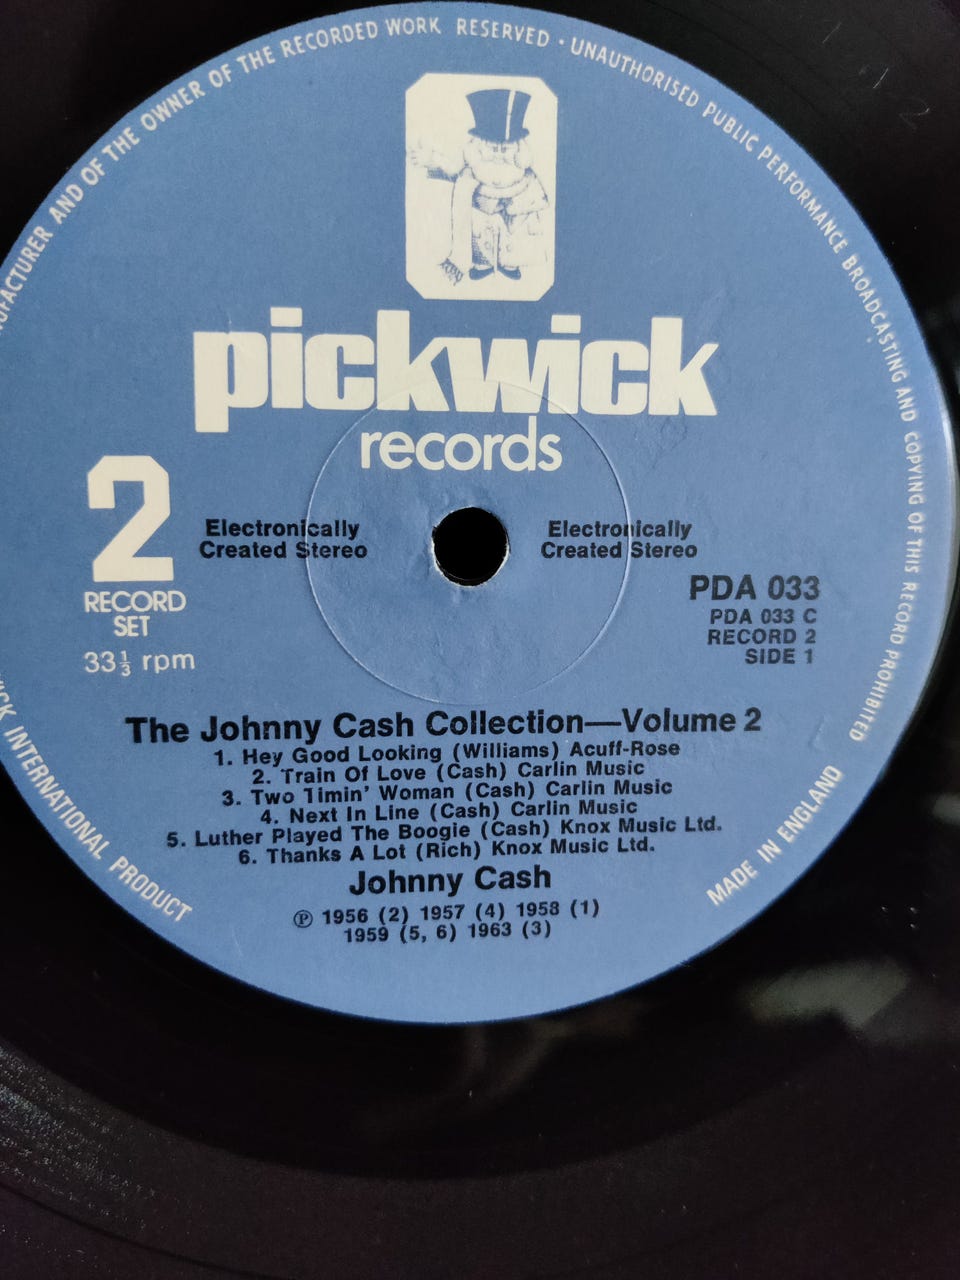 NUFACTURER AND OF THE OWNER OF THE RECORDED WORK RESERVED · UNAUTHORISED PUBLIC PERFORMANCE BROADCASTING AND COPYING OF THIS RECORD PROHIBITED
pickwick
records
2
RECORD
SET
33⅓ rpm
Electronically
Created Stereo
Electronically
Created Stereo
PDA 033
PDA 033 C
RECORD 2
SIDE 1
The Johnny Cash Collection—Volume 2
1. Hey Good Looking (Williams) Acuff-Rose
2. Train Of Love (Cash) Carlin Music
3. Two Timin' Woman (Cash) Carlin Music
4. Next In Line (Cash) Carlin Music
5. Luther Played The Boogie (Cash) Knox Music Ltd.
6. Thanks A Lot (Rich) Knox Music Ltd.
Johnny Cash
℗ 1956 (2) 1957 (4) 1958 (1)
1959 (5, 6) 1963 (3)
ICK INTERNATIONAL PRODUCT
MADE IN ENGLAND